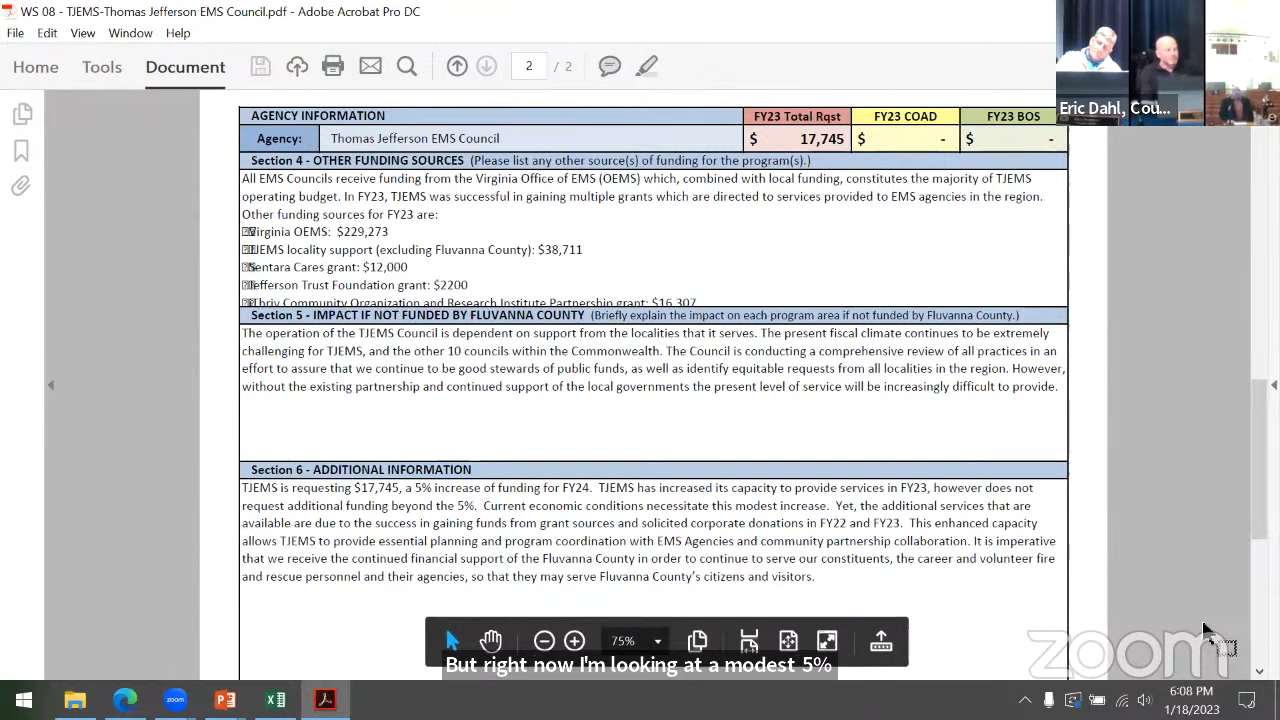 WS 08 - TJEMS-Thomas Jefferson EMS Council.pdf - Adobe Acrobat Pro DC
File Edit View Window Help
Home Tools Document 2 / 2
Eric Dahl, Cou...
AGENCY INFORMATION FY23 Total Rqst FY23 COAD FY23 BOS
Agency: Thomas Jefferson EMS Council $ 17,745 $ - $ -
Section 4 - OTHER FUNDING SOURCES (Please list any other source(s) of funding for the program(s).)
All EMS Councils receive funding from the Virginia Office of EMS (OEMS) which, combined with local funding, constitutes the majority of TJEMS
operating budget. In FY23, TJEMS was successful in gaining multiple grants which are directed to services provided to EMS agencies in the region.
Other funding sources for FY23 are:
Virginia OEMS: $229,273
TJEMS locality support (excluding Fluvanna County): $38,711
Sentara Cares grant: $12,000
Jefferson Trust Foundation grant: $2200
Thriv Community Organization and Research Institute Partnership grant: $16,307
Section 5 - IMPACT IF NOT FUNDED BY FLUVANNA COUNTY (Briefly explain the impact on each program area if not funded by Fluvanna County.)
The operation of the TJEMS Council is dependent on support from the localities that it serves. The present fiscal climate continues to be extremely
challenging for TJEMS, and the other 10 councils within the Commonwealth. The Council is conducting a comprehensive review of all practices in an
effort to assure that we continue to be good stewards of public funds, as well as identify equitable requests from all localities in the region. However,
without the existing partnership and continued support of the local governments the present level of service will be increasingly difficult to provide.
Section 6 - ADDITIONAL INFORMATION
TJEMS is requesting $17,745, a 5% increase of funding for FY24. TJEMS has increased its capacity to provide services in FY23, however does not
request additional funding beyond the 5%. Current economic conditions necessitate this modest increase. Yet, the additional services that are
available are due to the success in gaining funds from grant sources and solicited corporate donations in FY22 and FY23. This enhanced capacity
allows TJEMS to provide essential planning and program coordination with EMS Agencies and community partnership collaboration. It is imperative
that we receive the continued financial support of the Fluvanna County in order to continue to serve our constituents, the career and volunteer fire
and rescue personnel and their agencies, so that they may serve Fluvanna County's citizens and visitors.
75%
zoom
But right now I'm looking at a modest 5%
zoom
6:08 PM
1/18/2023